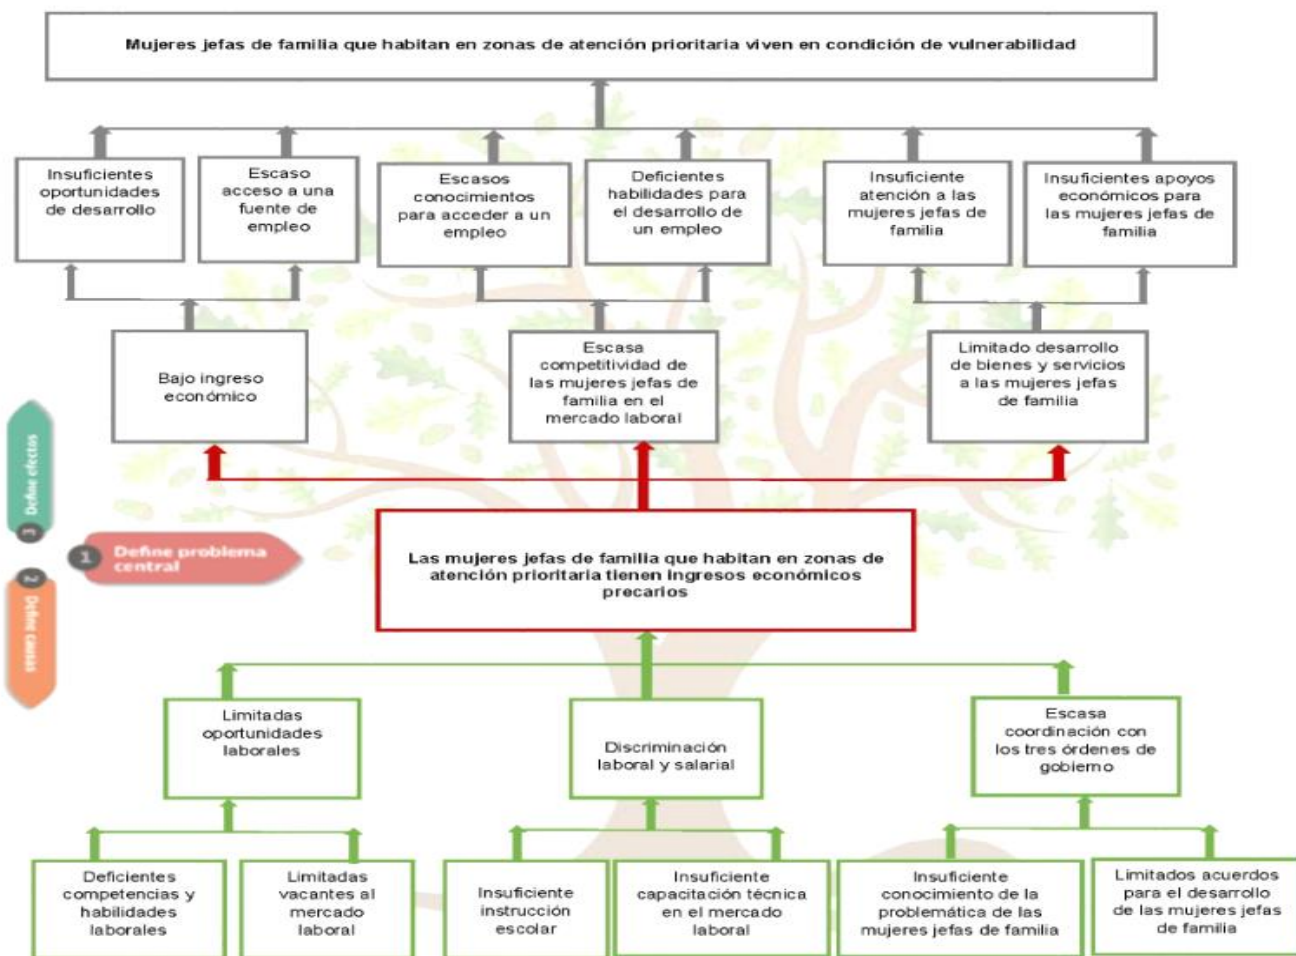 Mujeres jefas de familia que habitan en zonas de atención prioritaria viven en condición de vulnerabilidad
Insuficientes
oportunidades
de desarrollo
Escaso
acceso a una
fuente de
empleo
Escasos
conocimientos
para acceder a un
empleo
Deficientes
habilidades para
el desarrollo de
un empleo
Insuficiente
atención a las
mujeres jefas de
familia
Insuficientes apoyos
económicos para
las mujeres jefas de
familia
Bajo ingreso
económico
Escasa
competitividad de
las mujeres jefas de
familia en el
mercado laboral
Limitado desarrollo
de bienes y servicios
a las mujeres jefas
de familia
3 Define efectos
1 Define problema
central
2 Define causas
Las mujeres jefas de familia que habitan en zonas de
atención prioritaria tienen ingresos económicos
precarios
Limitadas
oportunidades
laborales
Discriminación
laboral y salarial
Escasa
coordinación con
los tres órdenes de
gobierno
Deficientes
competencias y
habilidades
laborales
Limitadas
vacantes al
mercado
laboral
Insuficiente
instrucción
escolar
Insuficiente
capacitación técnica
en el mercado
laboral
Insuficiente
conocimiento de la
problemática de las
mujeres jefas de familia
Limitados acuerdos
para el desarrollo
de las mujeres jefas
de familia